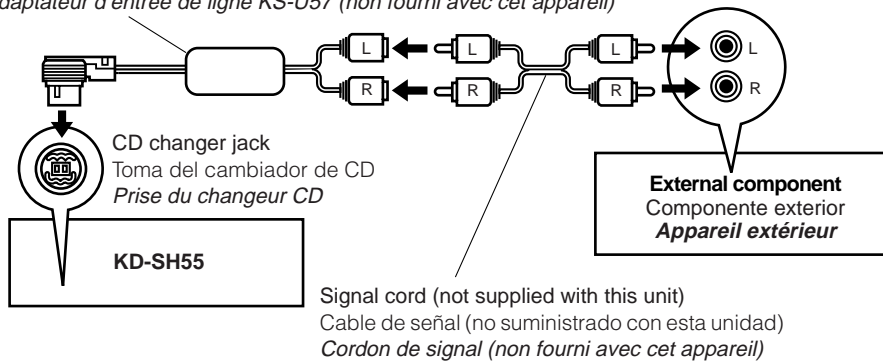 daptateur d'entrée de ligne KS-U57 (non fourni avec cet appareil)
L L L L
R R R R
CD changer jack
Toma del cambiador de CD
Prise du changeur CD
KD-SH55
External component
Componente exterior
Appareil extérieur
Signal cord (not supplied with this unit)
Cable de señal (no suministrado con esta unidad)
Cordon de signal (non fourni avec cet appareil)